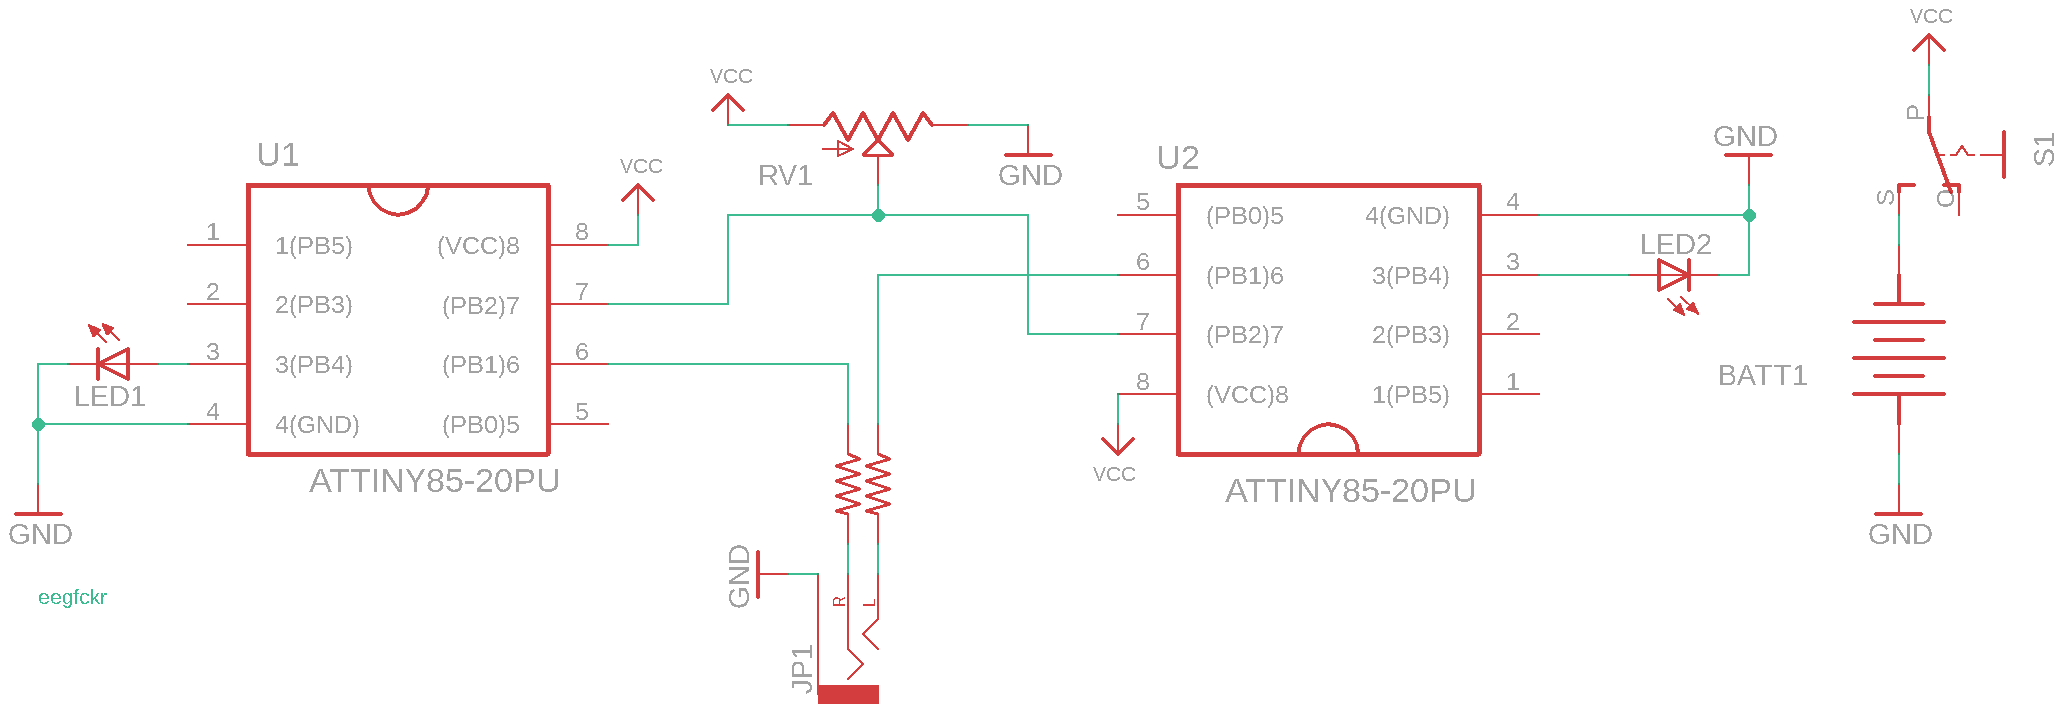 VCC
P
S1
S
O
BATT1
GND
VCC
RV1
GND
U1
VCC
1 1(PB5) (VCC)8 8
2 2(PB3) (PB2)7 7
3 3(PB4) (PB1)6 6
4 4(GND) (PB0)5 5
ATTINY85-20PU
LED1
GND
U2
GND
5 (PB0)5 4(GND) 4
6 (PB1)6 3(PB4) 3
7 (PB2)7 2(PB3) 2
8 (VCC)8 1(PB5) 1
VCC
ATTINY85-20PU
LED2
GND
R
L
JP1
eegfckr